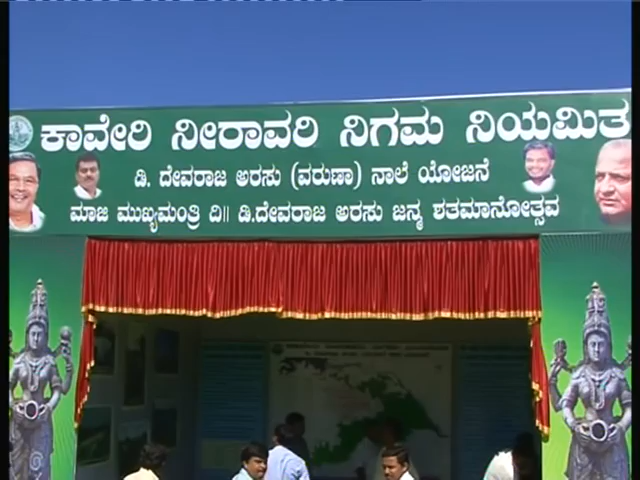 ಕಾವೇರಿ ನೀರಾವರಿ ನಿಗಮ ನಿಯಮಿತ
ಡಿ. ದೇವರಾಜ ಅರಸು (ವರುಣಾ) ನಾಲೆ ಯೋಜನೆ
ಮಾಜಿ ಮುಖ್ಯಮಂತ್ರಿ ದಿ॥ ಡಿ.ದೇವರಾಜ ಅರಸು ಜನ್ಮ ಶತಮಾನೋತ್ಸವ